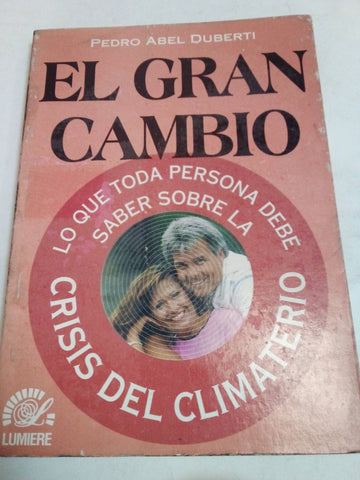 PEDRO ABEL DUBERTI
EL GRAN
CAMBIO
LO QUE TODA PERSONA DEBE
SABER SOBRE LA
CRISIS DEL CLIMATERIO
LUMIERE